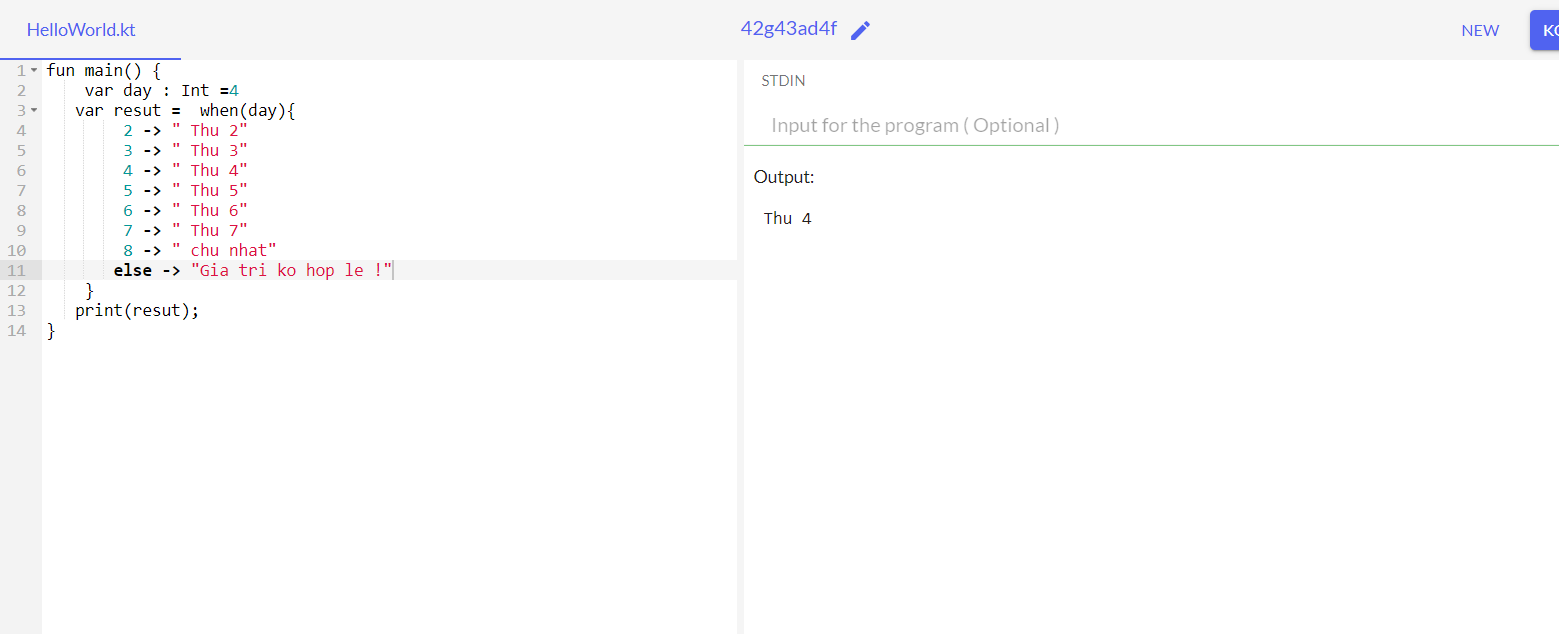 HelloWorld.kt
42g43ad4f
NEW
KO
1 fun main() {
2 var day : Int =4
3 var resut = when(day){
4 2 -> " Thu 2"
5 3 -> " Thu 3"
6 4 -> " Thu 4"
7 5 -> " Thu 5"
8 6 -> " Thu 6"
9 7 -> " Thu 7"
10 8 -> " chu nhat"
11 else -> "Gia tri ko hop le !"
12 }
13 print(resut);
14 }
STDIN
Input for the program ( Optional )
Output:
Thu 4